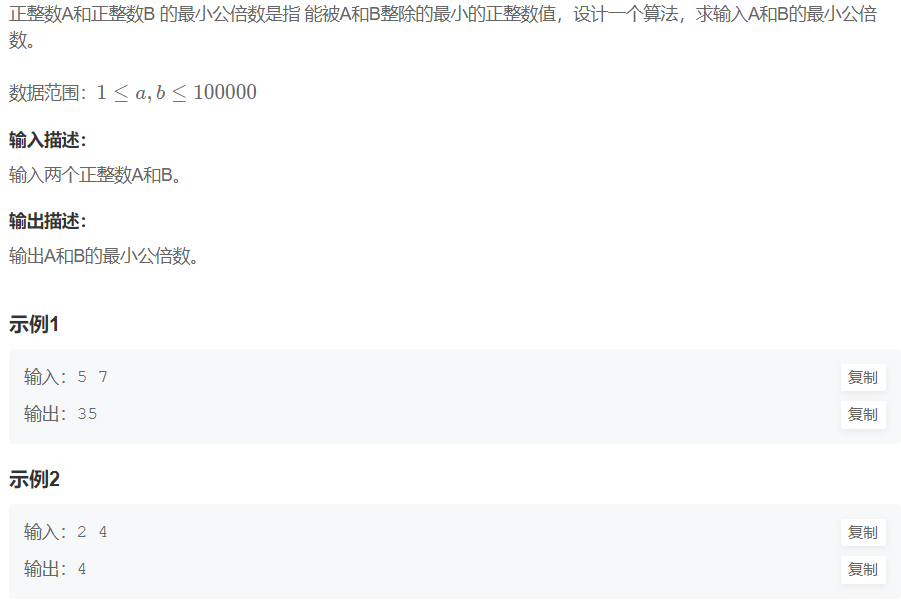 正整数A和正整数B 的最小公倍数是指 能被A和B整除的最小的正整数值，设计一个算法，求输入A和B的最小公倍
数。
数据范围：1 ≤ a, b ≤ 100000
输入描述：
输入两个正整数A和B。
输出描述：
输出A和B的最小公倍数。
示例1
输入：5 7 复制
输出：35 复制
示例2
输入：2 4 复制
输出：4 复制